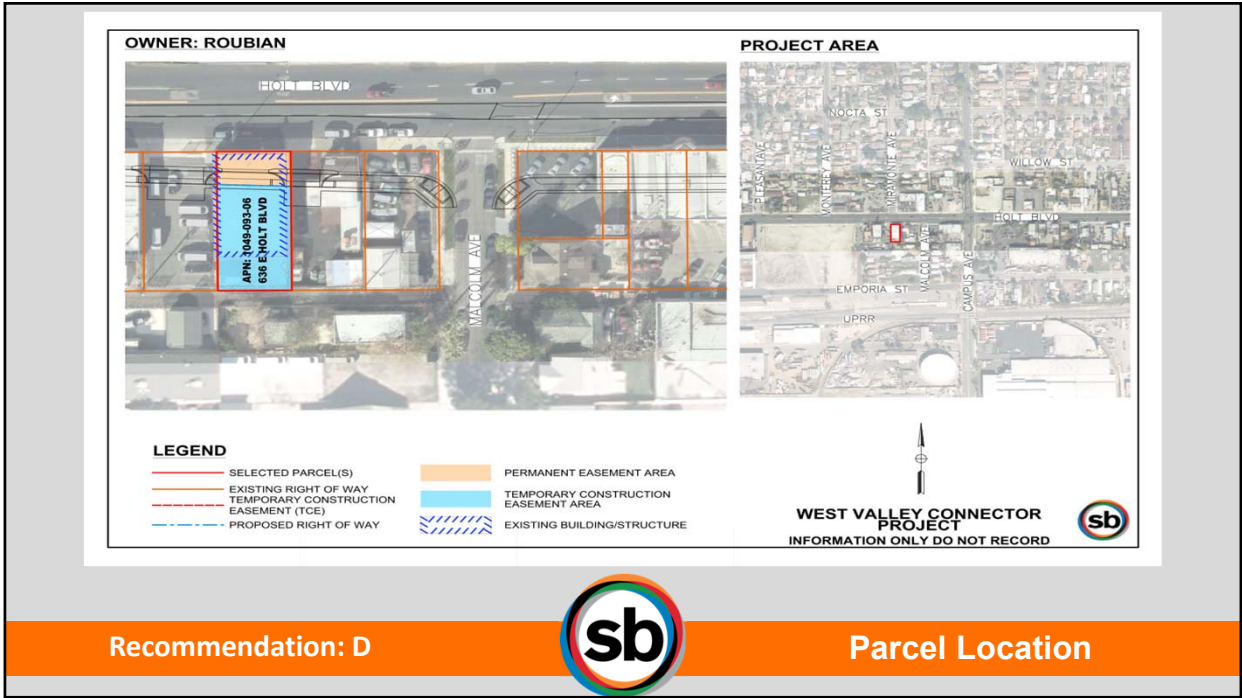 OWNER: ROUBIAN
PROJECT AREA
HOLT BLVD
APN: 1049-093-06
636 E HOLT BLVD
MALCOLM AVE
NOCTA ST
PLEASANT AVE
MONTEREY AVE
MIRAMONTE AVE
WILLOW ST
HOLT BLVD
MALCOLM AVE
CAMPUS AVE
EMPORIA ST
UPRR
LEGEND
SELECTED PARCEL(S)
EXISTING RIGHT OF WAY
TEMPORARY CONSTRUCTION
EASEMENT (TCE)
PROPOSED RIGHT OF WAY
PERMANENT EASEMENT AREA
TEMPORARY CONSTRUCTION
EASEMENT AREA
EXISTING BUILDING/STRUCTURE
WEST VALLEY CONNECTOR
PROJECT
INFORMATION ONLY DO NOT RECORD
sb
Recommendation: D
sb
Parcel Location